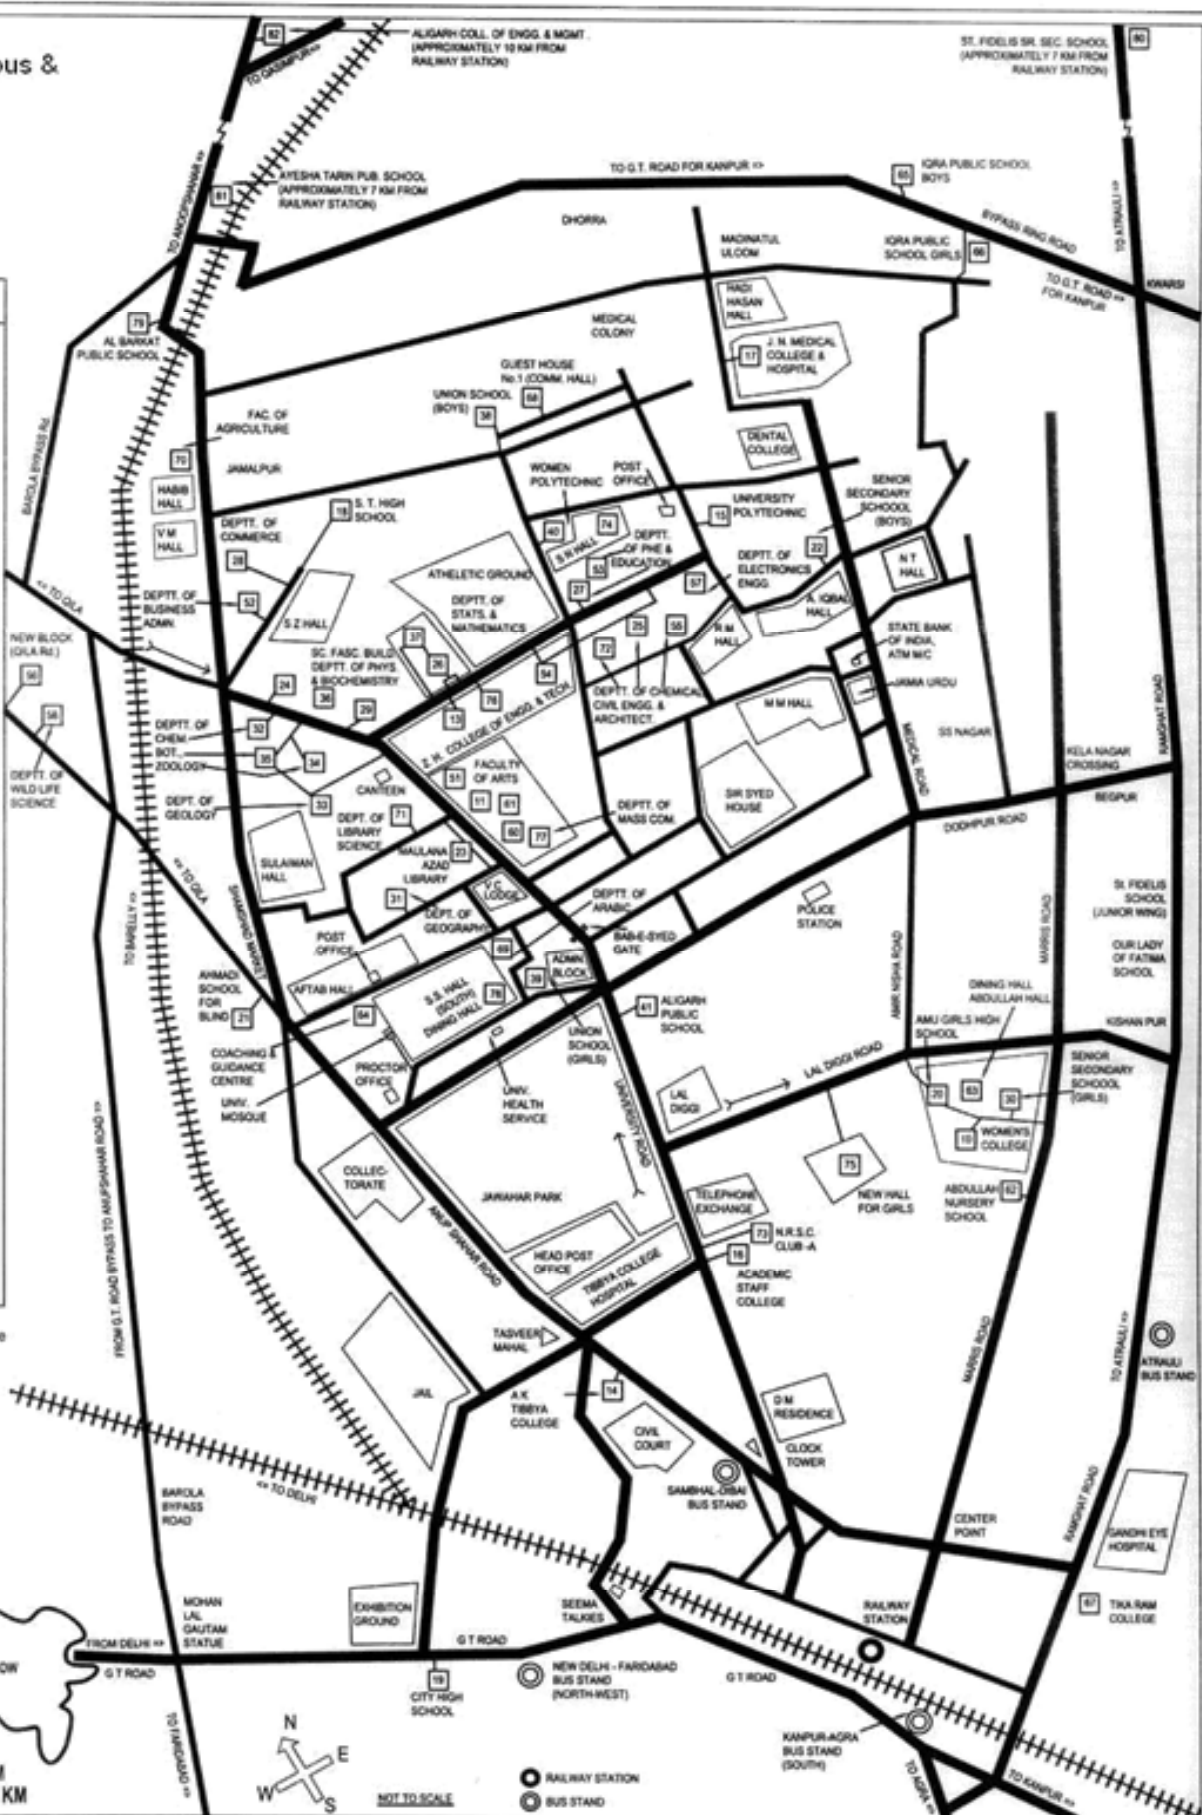 82
ALIGARH COLL. OF ENGG. & MGMT.
(APPROXIMATELY 10 KM FROM
RAILWAY STATION)
ST. FIDELIS SR. SEC. SCHOOL
(APPROXIMATELY 7 KM FROM
RAILWAY STATION)
80
TO QASIMPUR<>
TO ANOOPSHAHAR <>
81
AYESHA TARIN PUB. SCHOOL
(APPROXIMATELY 7 KM FROM
RAILWAY STATION)
TO G.T. ROAD FOR KANPUR <>
65
IQRA PUBLIC SCHOOL
BOYS
BYPASS RING ROAD
TO ATRAULI <>
DHORRA
MADINATUL
ULOOM
IQRA PUBLIC
SCHOOL GIRLS
66
TO G.T. ROAD <>
FOR KANPUR
KWARSI
79
AL BARKAT
PUBLIC SCHOOL
MEDICAL
COLONY
HADI
HASAN
HALL
17
J. N. MEDICAL
COLLEGE &
HOSPITAL
GUEST HOUSE
No.1 (COMM. HALL)
68
UNION SCHOOL
(BOYS)
38
FAC. OF
AGRICULTURE
70
JAMALPUR
HABIB
HALL
V M
HALL
BAROLA BYPASS Rd.
DENTAL
COLLEGE
WOMEN
POLYTECHNIC
POST
OFFICE
UNIVERSITY
POLYTECHNIC
15
SENIOR
SECONDARY
SCHOOOL
(BOYS)
22
18
S. T. HIGH
SCHOOL
DEPTT. OF
COMMERCE
28
40
74
S N HALL
53
27
DEPTT.
OF PHE &
EDUCATION
57
DEPTT. OF
ELECTRONICS
ENGG.
N T
HALL
A. IQBAL
HALL
<< TO QILA
DEPTT. OF
BUSINESS
ADMN.
52
S Z HALL
ATHELETIC GROUND
DEPTT. OF
STATS. &
MATHEMATICS
37
26
SC. FASC. BUILD.
DEPTT. OF PHYS.
& BIOCHEMISTRY
25
55
72
R M
HALL
STATE BANK
OF INDIA,
ATM M/C
JAMIA URDU
NEW BLOCK
(QILA Rd.)
56
58
DEPTT. OF
WILD LIFE
SCIENCE
24
36
29
32
35
34
DEPTT. OF
CHEM.
BOT.,
ZOOLOGY
54
76
13
Z. H. COLLEGE OF ENGG. & TECH.
DEPTT. OF CHEMICAL,
CIVIL ENGG. &
ARCHITECT.
M M HALL
SS NAGAR
MEDICAL ROAD
RAMGHAT ROAD
KELA NAGAR
CROSSING
BEGPUR
DODHPUR ROAD
DEPT. OF
GEOLOGY
33
CANTEEN
51
FACULTY
OF ARTS
11
61
60
77
DEPTT. OF
MASS COM.
SIR SYED
HOUSE
DEPT. OF
LIBRARY
SCIENCE
71
MAULANA
AZAD
LIBRARY
23
SULAIMAN
HALL
<< TO QILA
TO BARELLY <>
SHAMSHAD MARKET
V C
LODGE
31
DEPT. OF
GEOGRAPHY
DEPTT. OF
ARABIC
69
BAB-E-SYED
GATE
POLICE
STATION
AMIR NISHA ROAD
MARRIS ROAD
St. FIDELIS
SCHOOL
(JUNIOR WING)
OUR LADY
OF FATIMA
SCHOOL
POST
OFFICE
AFTAB HALL
S.S. HALL
(SOUTH)
DINING HALL
78
39
ADMN.
BLOCK
AHMADI
SCHOOL
FOR
BLIND
21
64
41
ALIGARH
PUBLIC
SCHOOL
UNION
SCHOOL
(GIRLS)
DINING HALL
ABDULLAH HALL
AMU GIRLS HIGH
SCHOOL
KISHAN PUR
COACHING &
GUIDANCE
CENTRE
PROCTOR
OFFICE
UNIV.
MOSQUE
UNIV.
HEALTH
SERVICE
UNIVERSITY ROAD
LAL
DIGGI
LAL DIGGI ROAD
20
63
30
10
WOMEN'S
COLLEGE
SENIOR
SECONDARY
SCHOOOL
(GIRLS)
FROM G.T. ROAD BYPASS TO ANUPSHAHAR ROAD <>
COLLEC-
TORATE
JAWAHAR PARK
ANUP SHAHAR ROAD
75
NEW HALL
FOR GIRLS
ABDULLAH
NURSERY
SCHOOL
62
TELEPHONE
EXCHANGE
73
N.R.S.C.
CLUB -A
16
ACADEMIC
STAFF
COLLEGE
HEAD POST
OFFICE
TIBBYA COLLEGE
HOSPITAL
TASVEER
MAHAL
JAIL
A K
TIBBYA
COLLEGE
14
CIVIL
COURT
D M
RESIDENCE
CLOCK
TOWER
MARRIS ROAD
TO ATRAULI <>
ATRAULI
BUS STAND
SAMBHAL-DIBAI
BUS STAND
<> TO DELHI
BAROLA
BYPASS
ROAD
CENTER
POINT
RAMGHAT ROAD
GANDHI EYE
HOSPITAL
67
TIKA RAM
COLLEGE
MOHAN
LAL
GAUTAM
STATUE
EXHIBITION
GROUND
SEEMA
TALKIES
RAILWAY
STATION
FROM DELHI <>
G T ROAD
G T ROAD
G T ROAD
19
CITY HIGH
SCHOOL
NEW DELHI - FARIDABAD
BUS STAND
(NORTH-WEST)
KANPUR-AGRA
BUS STAND
(SOUTH)
TO FARIDABAD <>
TO AGRA <>
TO KANPUR <>
N
E
W
S
NOT TO SCALE
RAILWAY STATION
BUS STAND
KM